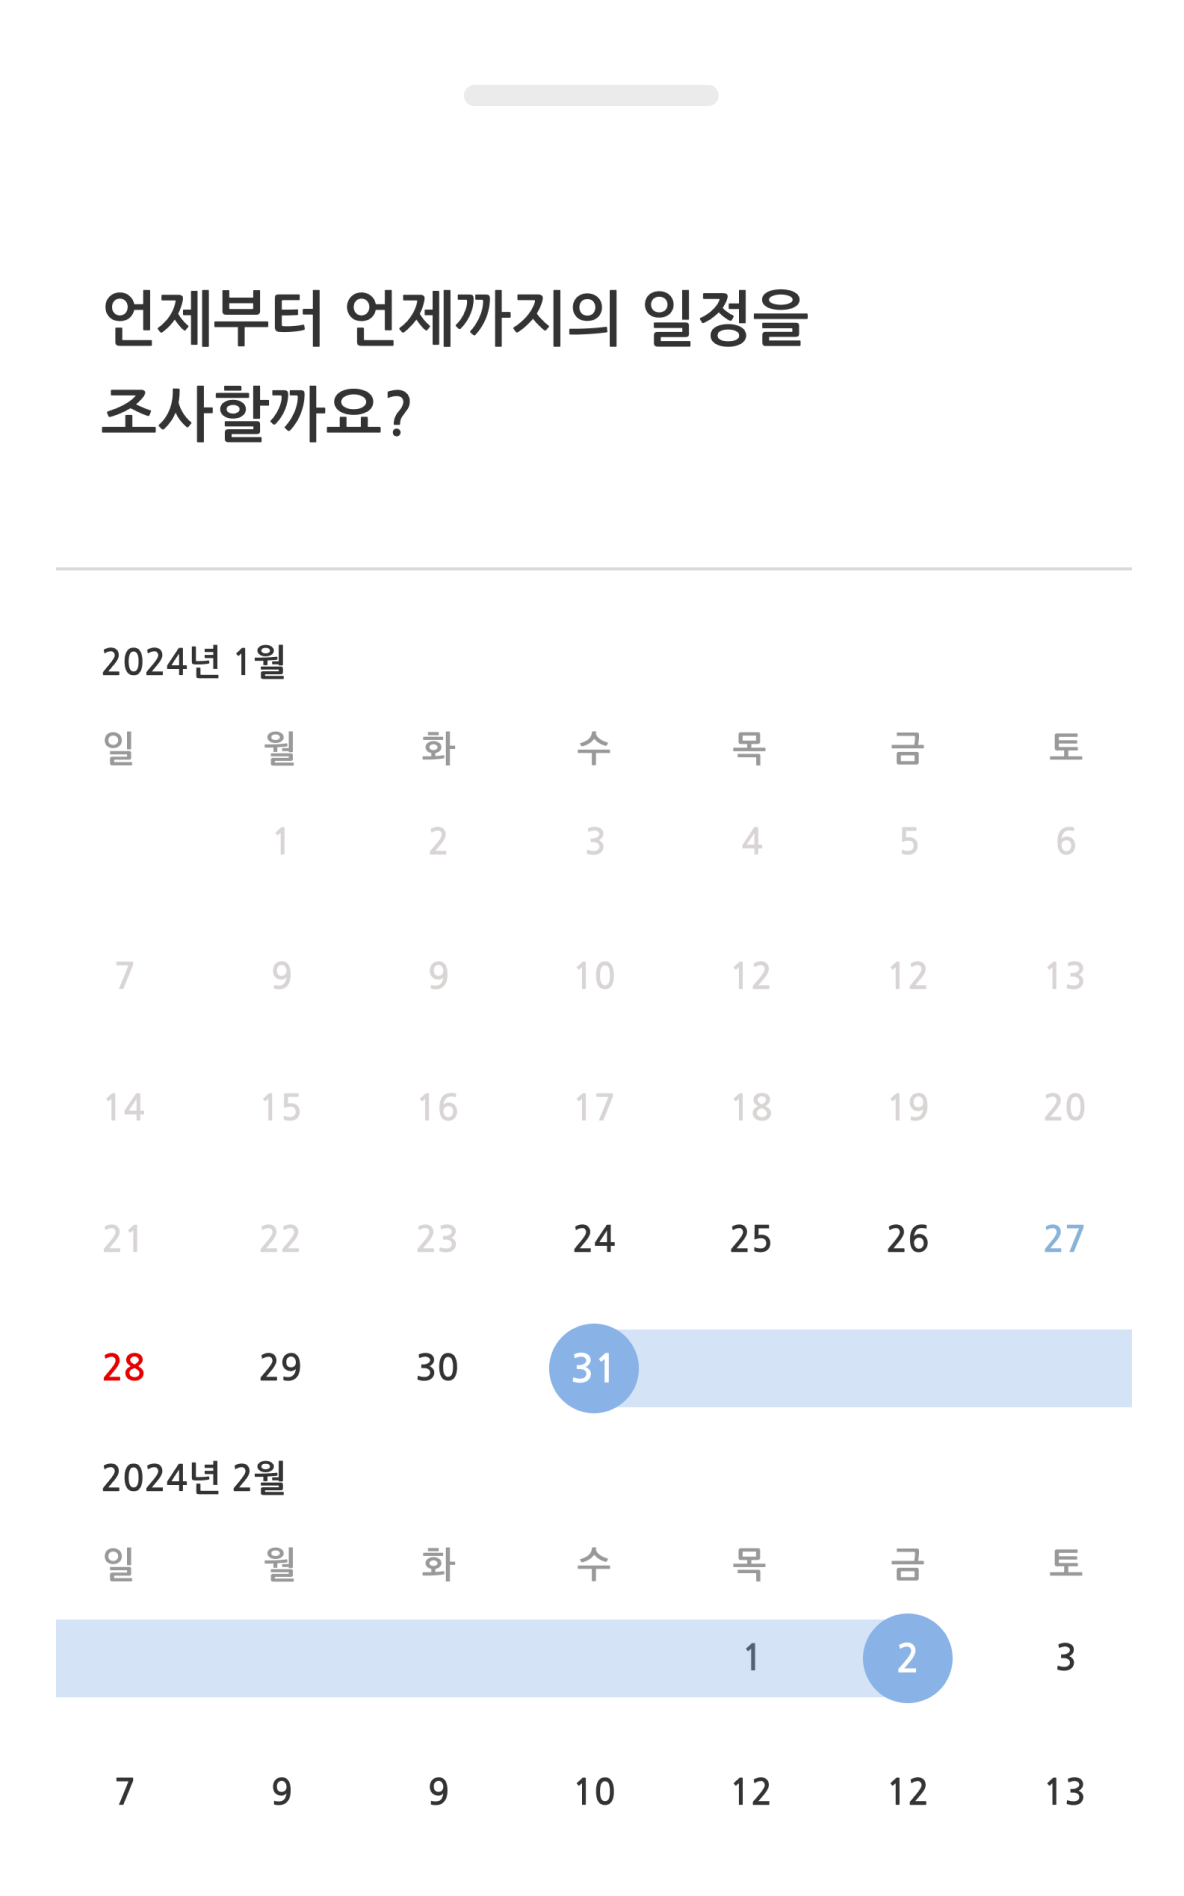 언제부터 언제까지의 일정을
조사할까요?
2024년 1월
일 월 화 수 목 금 토
1 2 3 4 5 6
7 9 9 10 12 12 13
14 15 16 17 18 19 20
21 22 23 24 25 26 27
28 29 30 31
2024년 2월
일 월 화 수 목 금 토
1 2 3
7 9 9 10 12 12 13